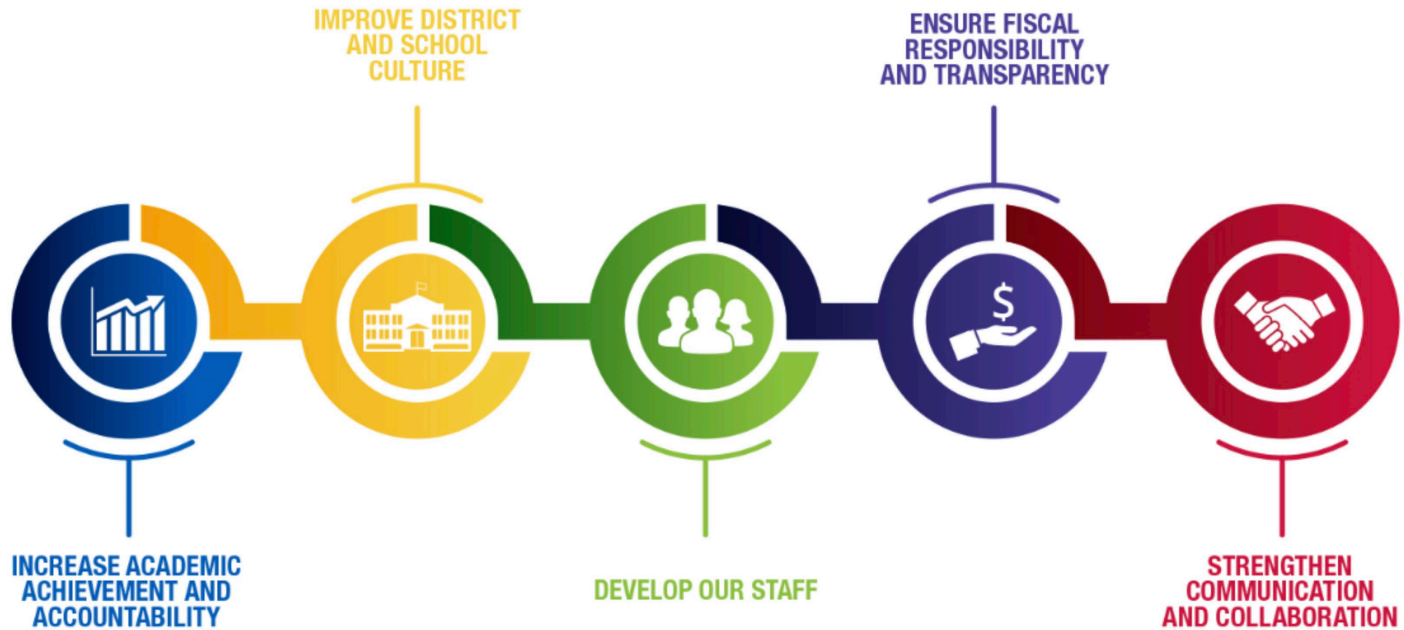 IMPROVE DISTRICT
AND SCHOOL
CULTURE
ENSURE FISCAL
RESPONSIBILITY
AND TRANSPARENCY
$
INCREASE ACADEMIC
ACHIEVEMENT AND
ACCOUNTABILITY
DEVELOP OUR STAFF
STRENGTHEN
COMMUNICATION
AND COLLABORATION